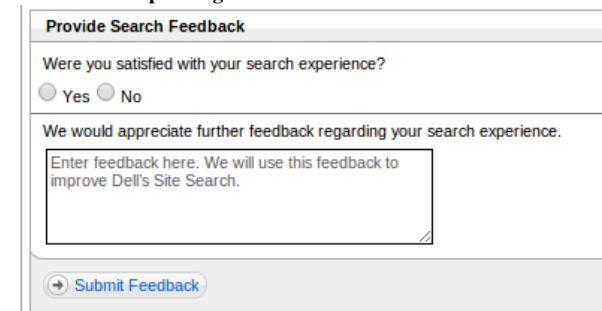 Provide Search Feedback
Were you satisfied with your search experience?
Yes No
We would appreciate further feedback regarding your search experience.
Enter feedback here. We will use this feedback to
improve Dell's Site Search.
Submit Feedback